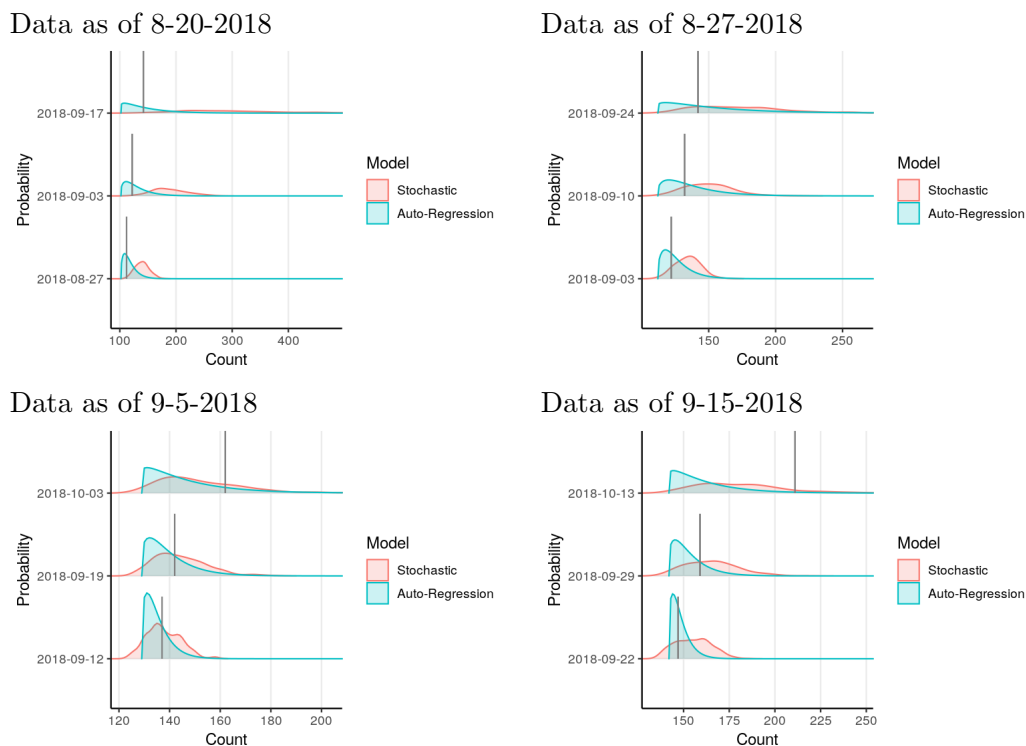 Data as of 8-20-2018
2018-09-17
2018-09-03
2018-08-27
Probability
100 200 300 400
Count
Model
Stochastic
Auto-Regression
Data as of 8-27-2018
2018-09-24
2018-09-10
2018-09-03
Probability
150 200 250
Count
Model
Stochastic
Auto-Regression
Data as of 9-5-2018
2018-10-03
2018-09-19
2018-09-12
Probability
120 140 160 180 200
Count
Model
Stochastic
Auto-Regression
Data as of 9-15-2018
2018-10-13
2018-09-29
2018-09-22
Probability
150 175 200 225 250
Count
Model
Stochastic
Auto-Regression